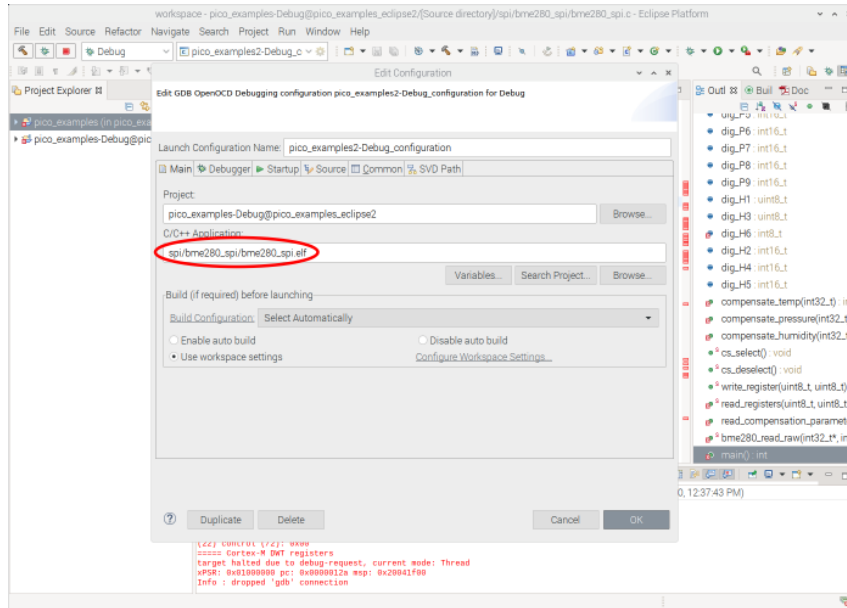 workspace - pico_examples-Debug@pico_examples_eclipse2/[Source directory]/spi/bme280_spi/bme280_spi.c - Eclipse Platform
File Edit Source Refactor Navigate Search Project Run Window Help
Debug
pico_examples2-Debug_c
Edit Configuration
Project Explorer
Outl
Buil
Doc
Edit GDB OpenOCD Debugging configuration pico_examples2-Debug_configuration for Debug
pico_examples (in pico_exa
pico_examples-Debug@pic
Launch Configuration Name: pico_examples2-Debug_configuration
Main Debugger Startup Source Common SVD Path
Project:
pico_examples-Debug@pico_examples_eclipse2
Browse...
C/C++ Application:
spi/bme280_spi/bme280_spi.elf
Variables... Search Project... Browse...
Build (if required) before launching
Build Configuration: Select Automatically
Enable auto build
Disable auto build
Use workspace settings
Configure Workspace Settings...
Duplicate
Delete
Cancel
OK
dig_P5 : int16_t
dig_P6 : int16_t
dig_P7 : int16_t
dig_P8 : int16_t
dig_P9 : int16_t
dig_H1 : uint8_t
dig_H3 : uint8_t
dig_H6 : int8_t
dig_H2 : int16_t
dig_H4 : int16_t
dig_H5 : int16_t
compensate_temp(int32_t) : i
compensate_pressure(int32_t
compensate_humidity(int32_t
cs_select() : void
cs_deselect() : void
write_register(uint8_t, uint8_t)
read_registers(uint8_t, uint8_t
read_compensation_paramet
bme280_read_raw(int32_t*, in
main() : int
0, 12:37:43 PM)
(22) control (/2): 0x00
===== Cortex-M DWT registers
target halted due to debug-request, current mode: Thread
xPSR: 0x01000000 pc: 0x0000012a msp: 0x20041f00
Info : dropped 'gdb' connection